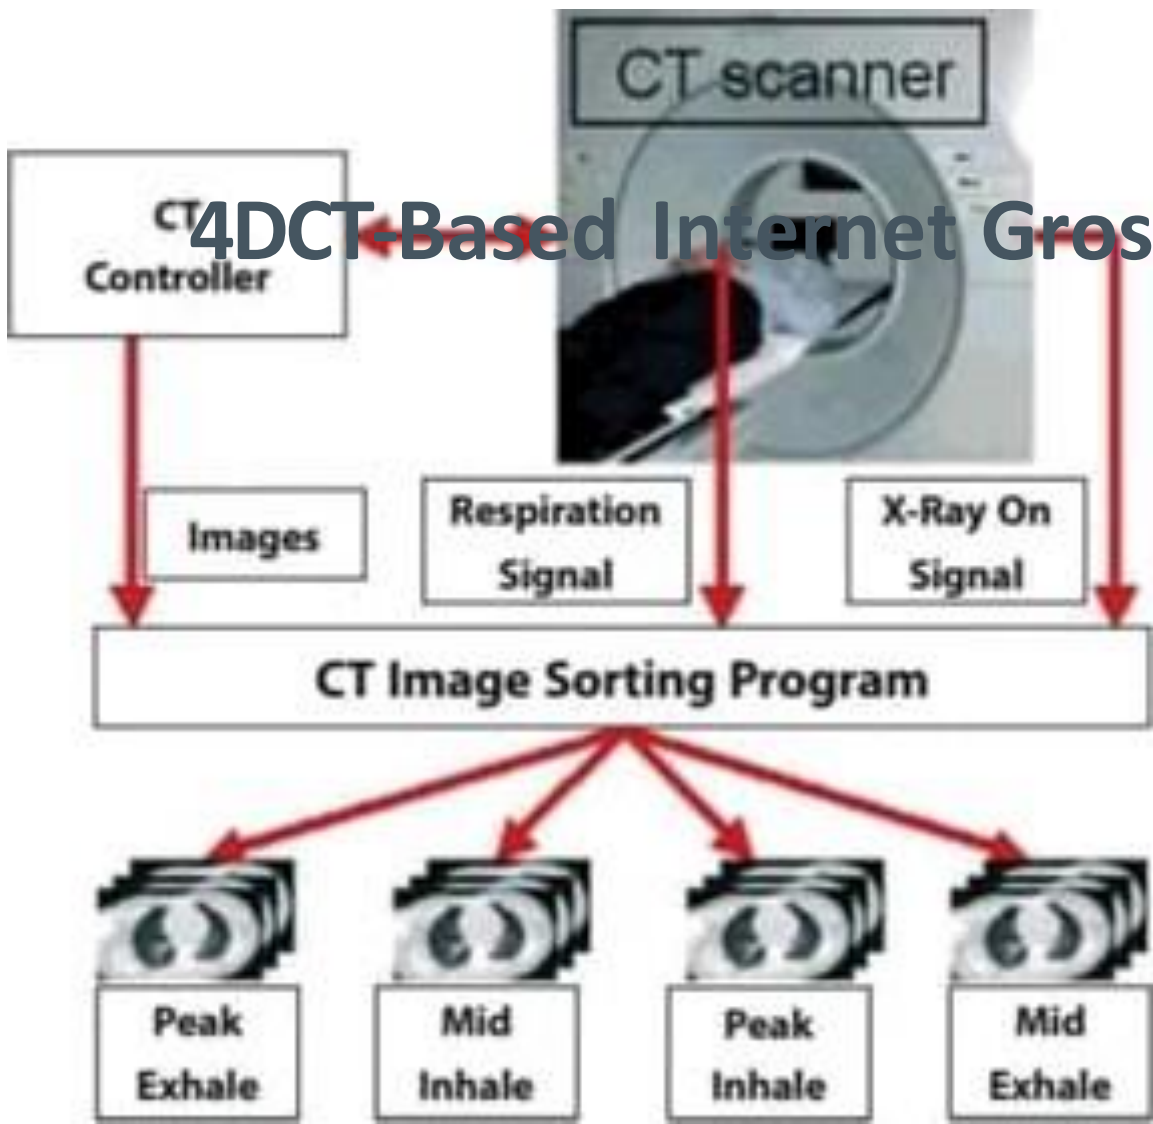 CT scanner
CT
Controller
4DCT-Based Internet Gros
Images
Respiration
Signal
X-Ray On
Signal
CT Image Sorting Program
Peak
Exhale
Mid
Inhale
Peak
Inhale
Mid
Exhale